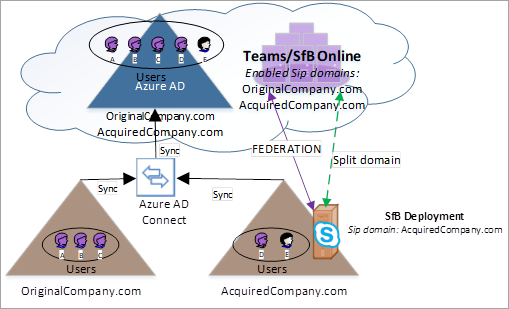 A B C D E
Users
Azure AD
OriginalCompany.com
AcquiredCompany.com
Teams/SfB Online
Enabled Sip domains:
OriginalCompany.com
AcquiredCompany.com
Sync
FEDERATION
Split domain
Sync
Sync
Azure AD
Connect
SfB Deployment
Sip domain: AcquiredCompany.com
A B C
Users
D E
Users
OriginalCompany.com
AcquiredCompany.com